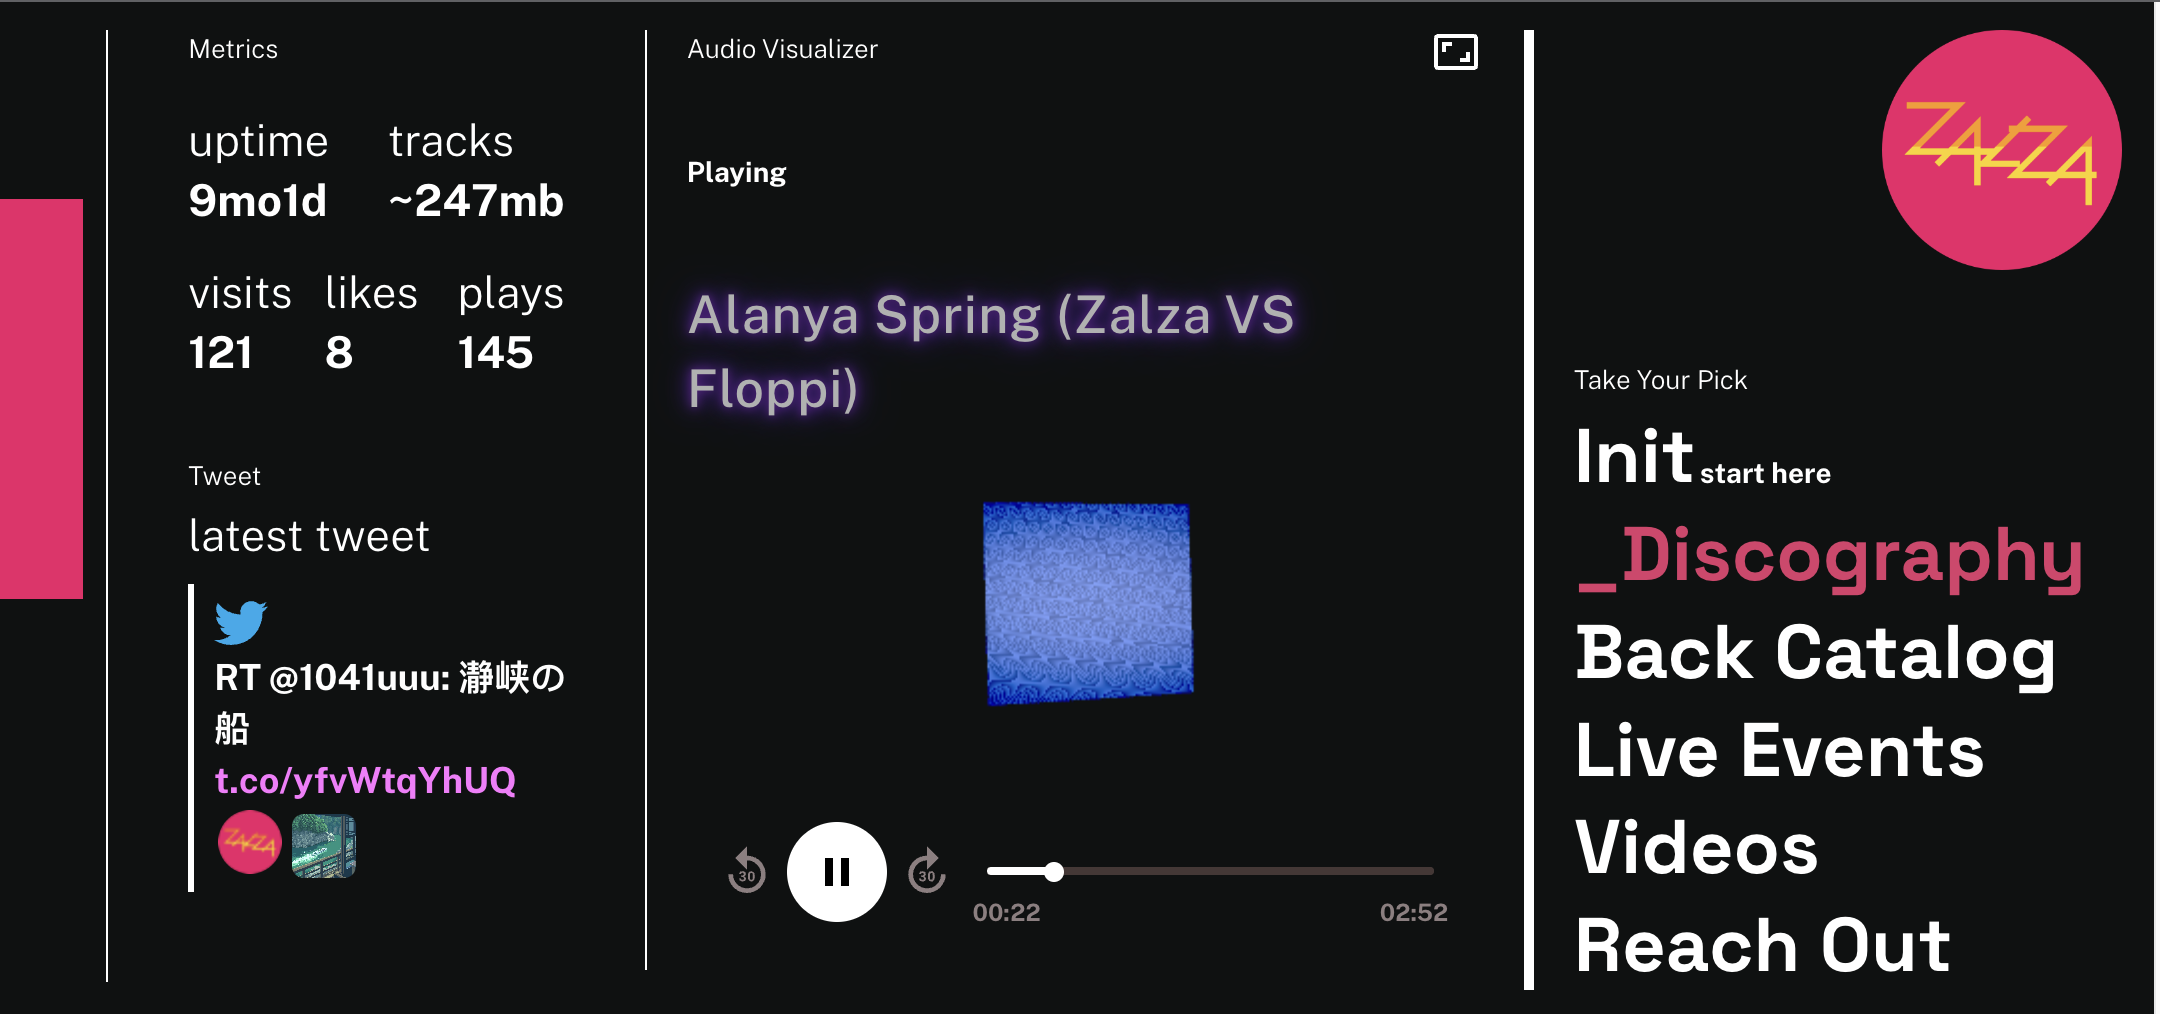 Metrics
uptime tracks
9mo1d ~247mb
visits likes plays
121 8 145
Tweet
latest tweet
RT @1041uuu: 瀞峡の
船
t.co/yfvWtqYhUQ
ZALZA
Audio Visualizer
Playing
Alanya Spring (Zalza VS
Floppi)
30 30
00:22 02:52
ZALZA
Take Your Pick
Init start here
_Discography
Back Catalog
Live Events
Videos
Reach Out